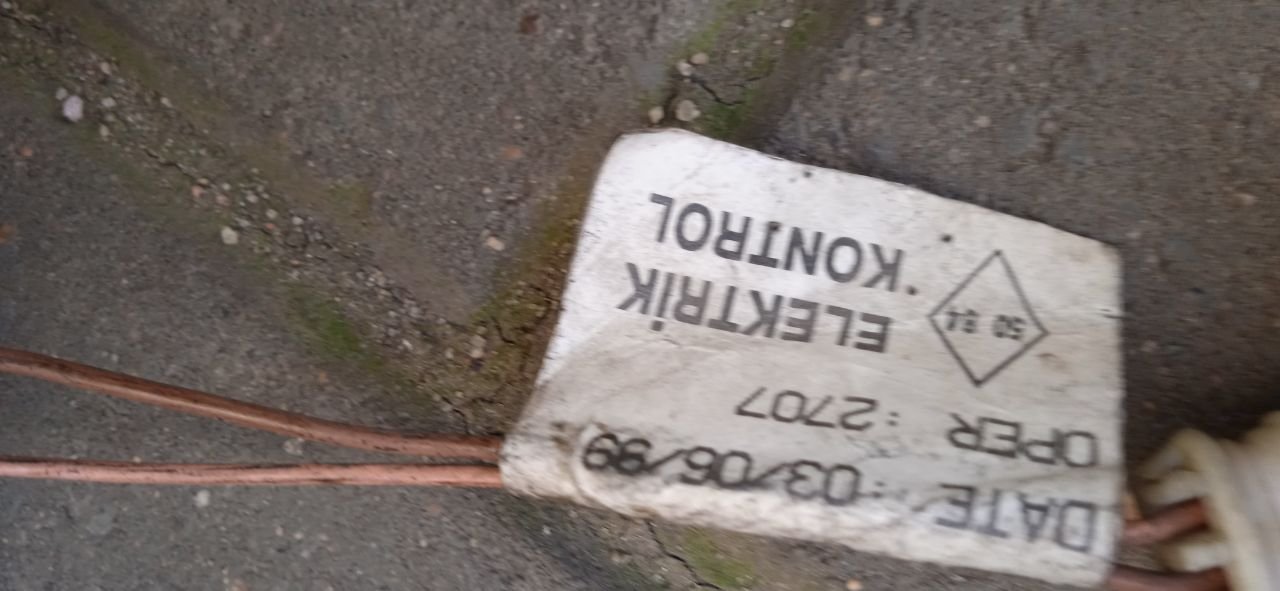 DATE : 03/06/99
OPER : 2707
ELEKTRİK
KONTROL